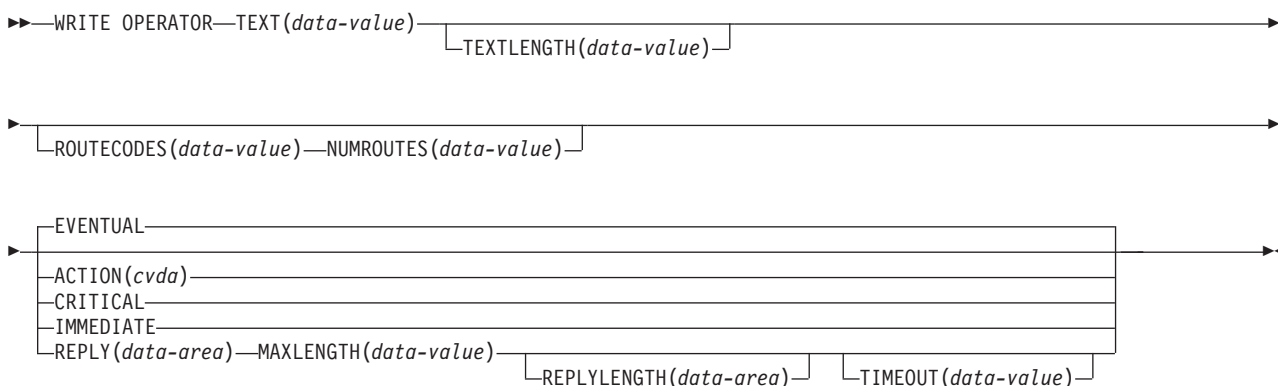 WRITE OPERATOR TEXT(data-value)
TEXTLENGTH(data-value)
ROUTECODES(data-value) NUMROUTES(data-value)
EVENTUAL
ACTION(cvda)
CRITICAL
IMMEDIATE
REPLY(data-area) MAXLENGTH(data-value)
REPLYLENGTH(data-area) TIMEOUT(data-value)